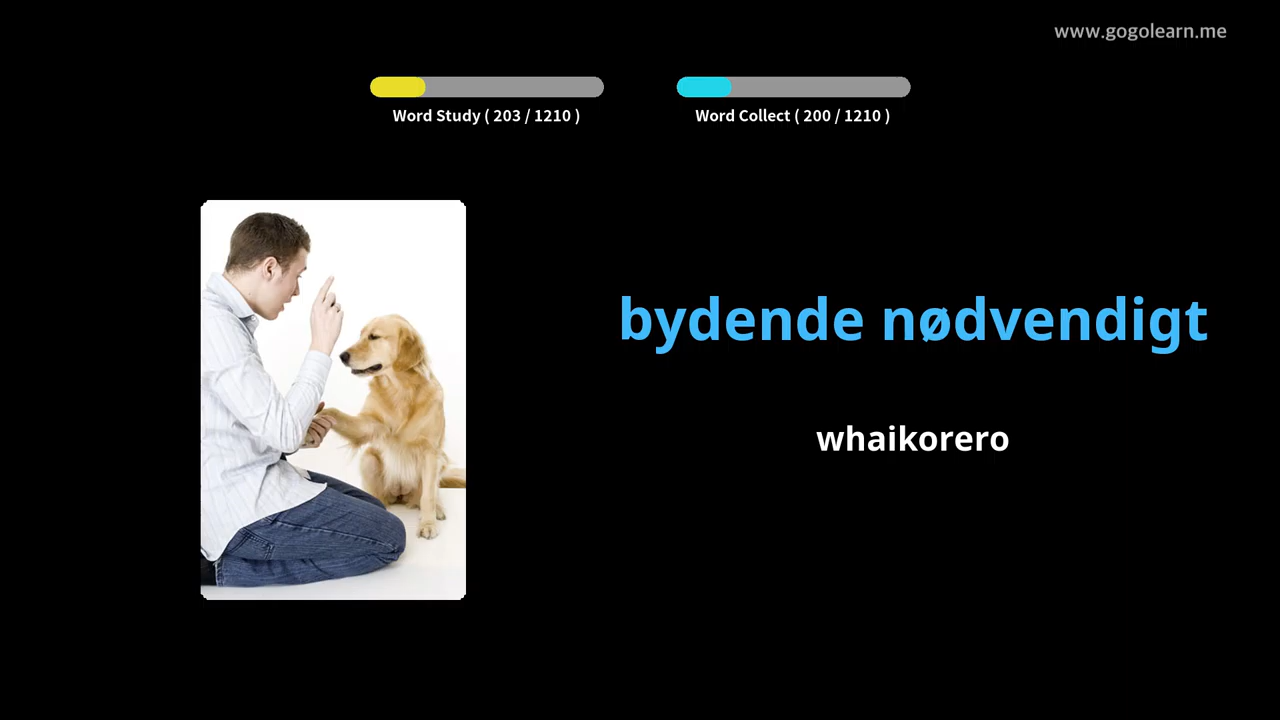 www.gogolearn.me
Word Study ( 203 / 1210 )
Word Collect ( 200 / 1210 )
bydende nødvendigt
whaikorero